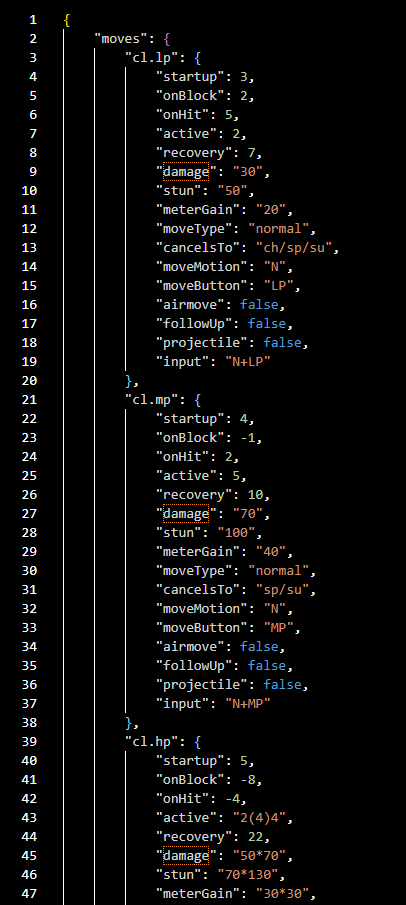 1 {
2 "moves": {
3 "cl.lp": {
4 "startup": 3,
5 "onBlock": 2,
6 "onHit": 5,
7 "active": 2,
8 "recovery": 7,
9 "damage": "30",
10 "stun": "50",
11 "meterGain": "20",
12 "moveType": "normal",
13 "cancelsTo": "ch/sp/su",
14 "moveMotion": "N",
15 "moveButton": "LP",
16 "airmove": false,
17 "followUp": false,
18 "projectile": false,
19 "input": "N+LP"
20 },
21 "cl.mp": {
22 "startup": 4,
23 "onBlock": -1,
24 "onHit": 2,
25 "active": 5,
26 "recovery": 10,
27 "damage": "70",
28 "stun": "100",
29 "meterGain": "40",
30 "moveType": "normal",
31 "cancelsTo": "sp/su",
32 "moveMotion": "N",
33 "moveButton": "MP",
34 "airmove": false,
35 "followUp": false,
36 "projectile": false,
37 "input": "N+MP"
38 },
39 "cl.hp": {
40 "startup": 5,
41 "onBlock": -8,
42 "onHit": -4,
43 "active": "2(4)4",
44 "recovery": 22,
45 "damage": "50*70",
46 "stun": "70*130",
47 "meterGain": "30*30",